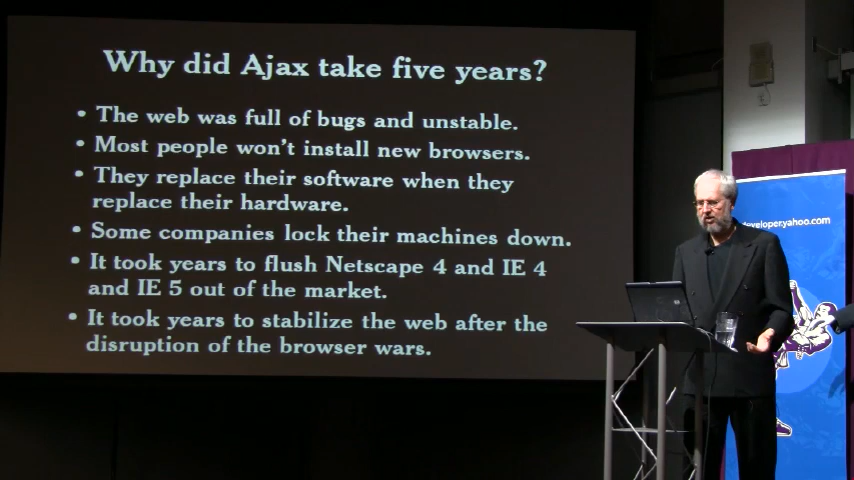 Why did Ajax take five years?
• The web was full of bugs and unstable.
• Most people won't install new browsers.
• They replace their software when they
replace their hardware.
• Some companies lock their machines down.
• It took years to flush Netscape 4 and IE 4
and IE 5 out of the market.
• It took years to stabilize the web after the
disruption of the browser wars.
developer.yahoo.com